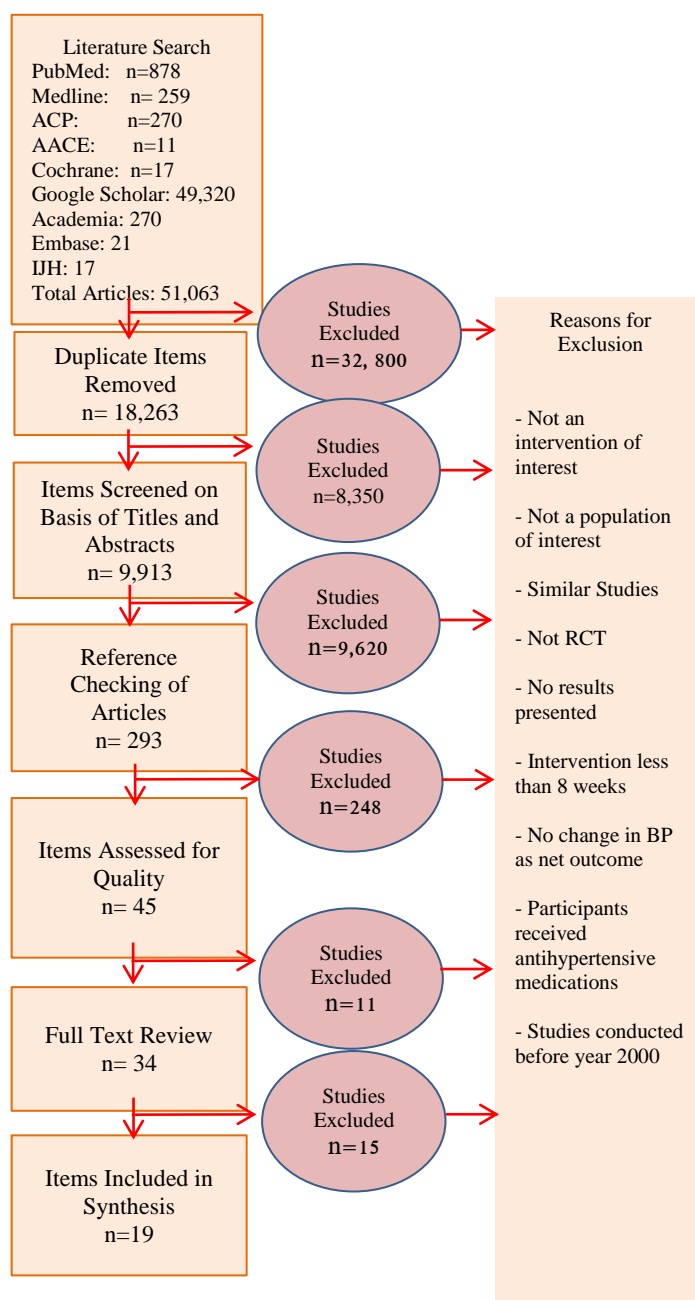 Literature Search
PubMed: n=878
Medline: n= 259
ACP: n=270
AACE: n=11
Cochrane: n=17
Google Scholar: 49,320
Academia: 270
Embase: 21
IJH: 17
Total Articles: 51,063
Studies
Excluded
n=32, 800
Duplicate Items
Removed
n= 18,263
Studies
Excluded
n=8,350
Items Screened on
Basis of Titles and
Abstracts
n= 9,913
Studies
Excluded
n=9,620
Reference
Checking of
Articles
n= 293
Studies
Excluded
n=248
Items Assessed for
Quality
n= 45
Studies
Excluded
n=11
Full Text Review
n= 34
Studies
Excluded
n=15
Items Included in
Synthesis
n=19
Reasons for
Exclusion
- Not an
intervention of
interest
- Not a population
of interest
- Similar Studies
- Not RCT
- No results
presented
- Intervention less
than 8 weeks
- No change in BP
as net outcome
- Participants
received
antihypertensive
medications
- Studies conducted
before year 2000